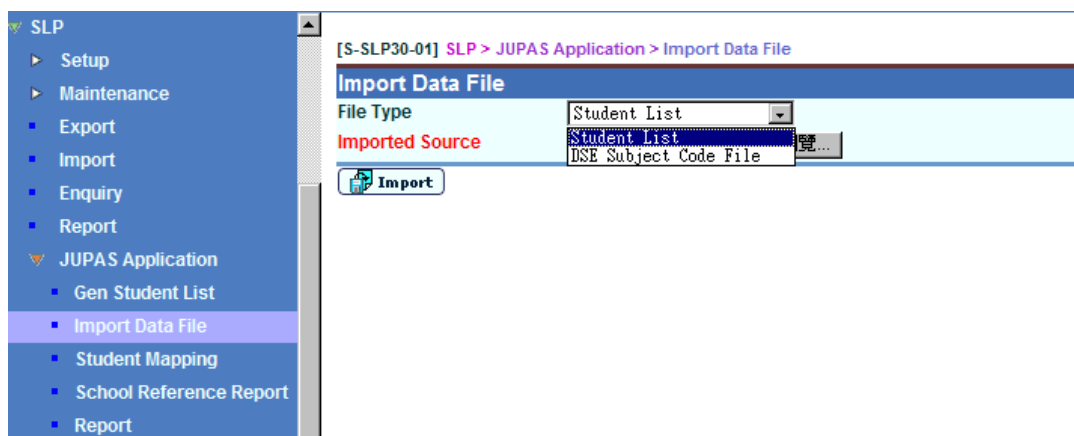 SLP
Setup
Maintenance
Export
Import
Enquiry
Report
JUPAS Application
Gen Student List
Import Data File
Student Mapping
School Reference Report
Report
[S-SLP30-01] SLP > JUPAS Application > Import Data File
Import Data File
File Type Student List
Imported Source Student List 覽...
DSE Subject Code File
Import